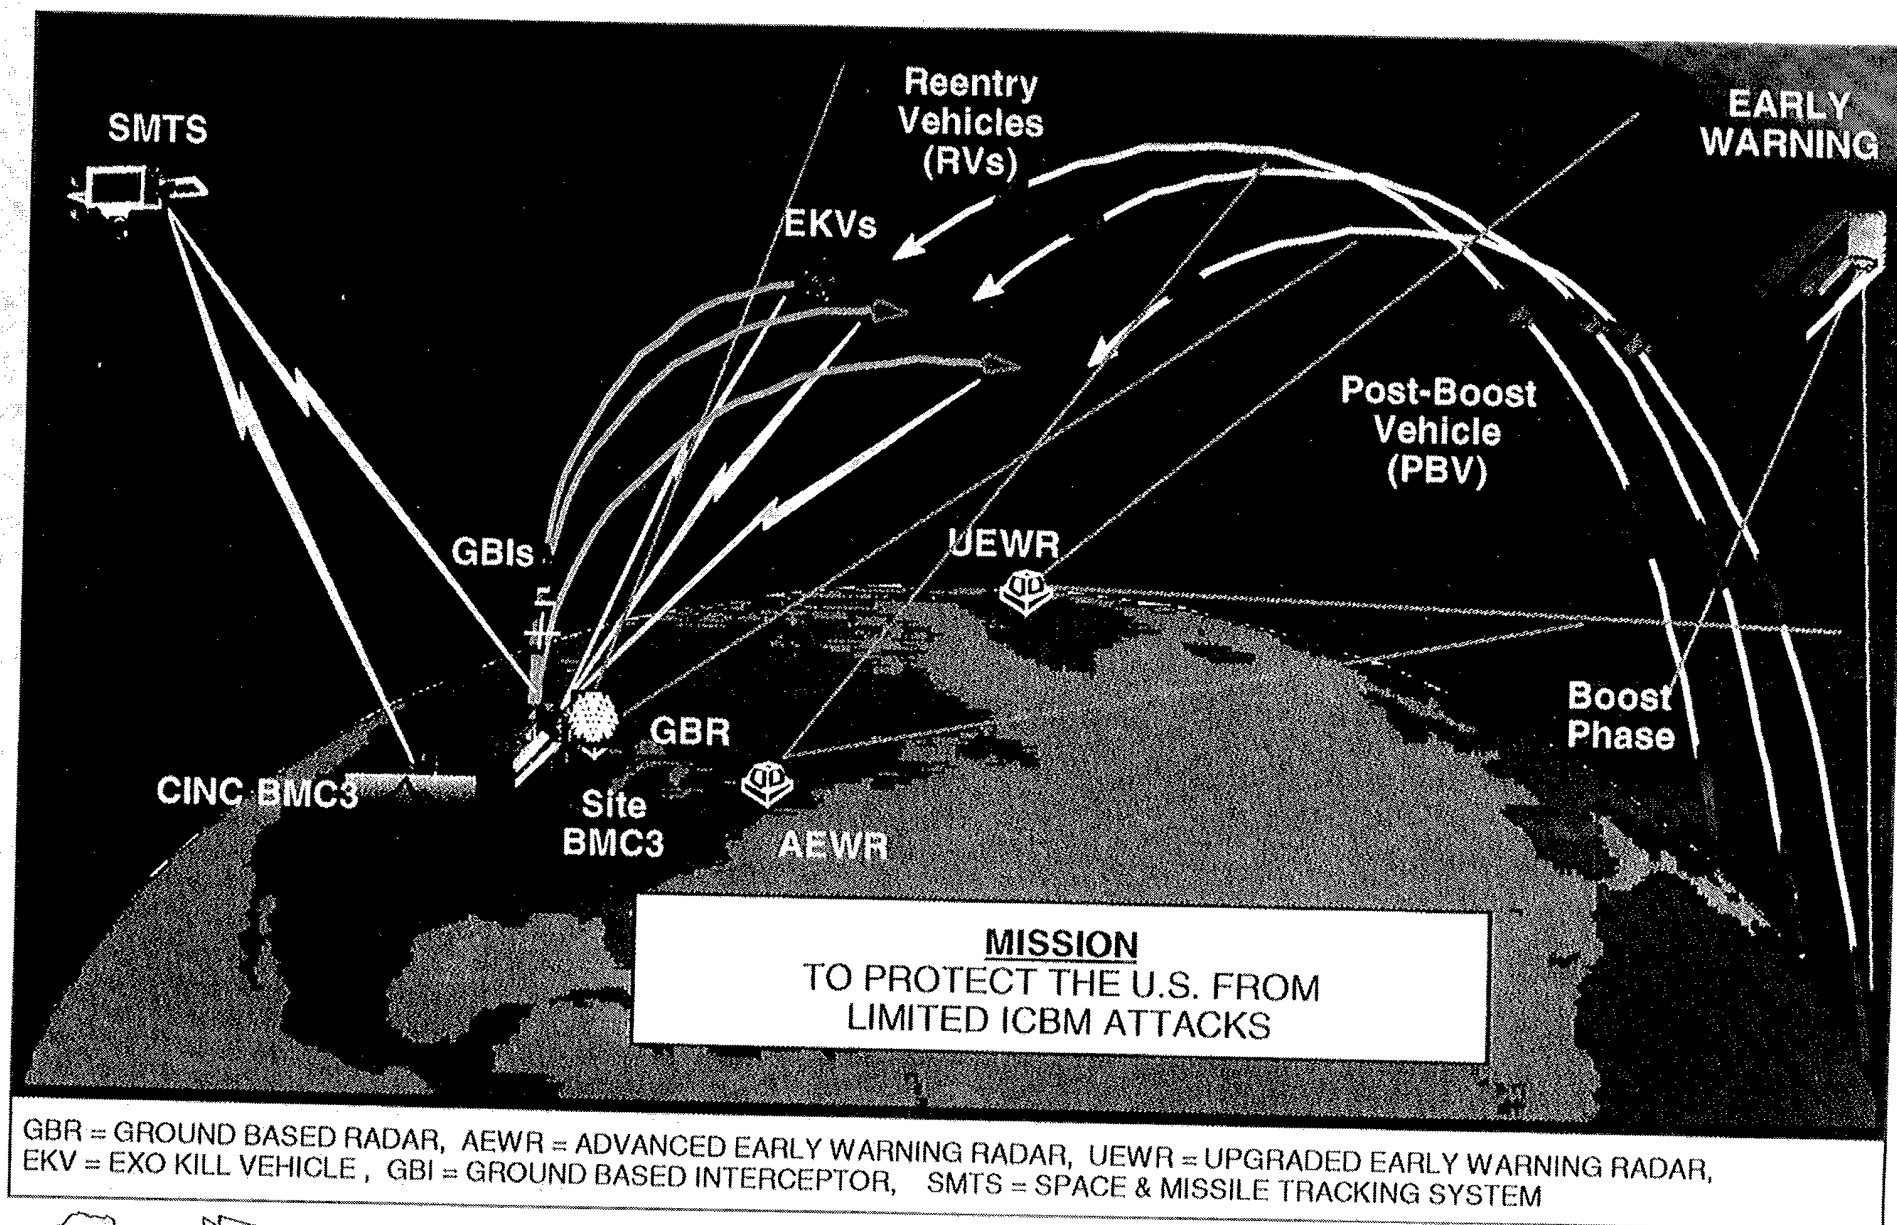 SMTS
Reentry
Vehicles
(RVs)
EARLY
WARNING
EKVs
Post-Boost
Vehicle
(PBV)
GBIs
UEWR
Boost
Phase
GBR
CINC BMC3
Site
BMC3
AEWR
MISSION
TO PROTECT THE U.S. FROM
LIMITED ICBM ATTACKS
GBR = GROUND BASED RADAR, AEWR = ADVANCED EARLY WARNING RADAR, UEWR = UPGRADED EARLY WARNING RADAR,
EKV = EXO KILL VEHICLE , GBI = GROUND BASED INTERCEPTOR, SMTS = SPACE & MISSILE TRACKING SYSTEM